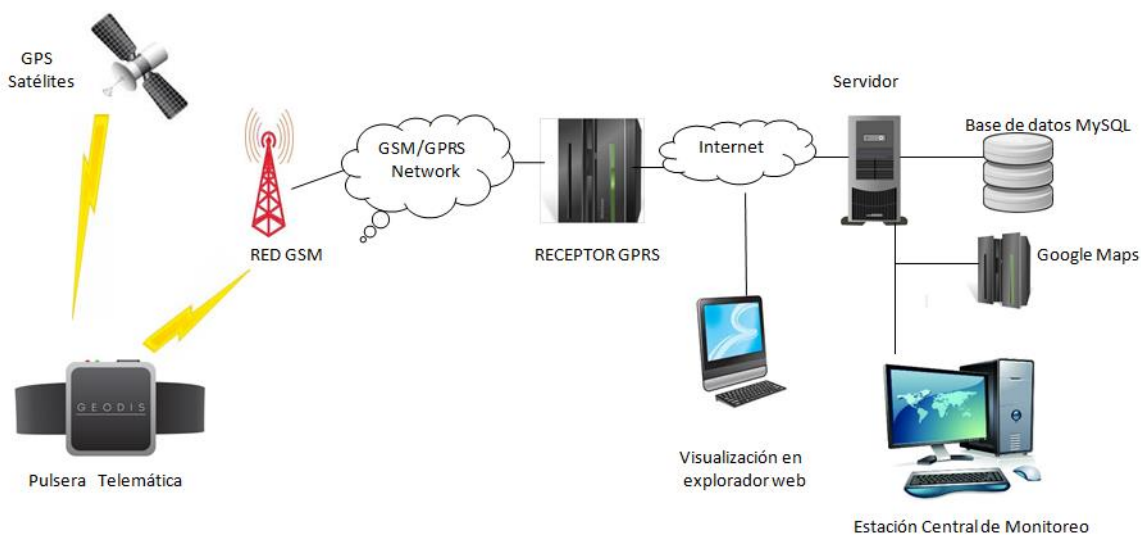 GPS
Satélites
Servidor
Base de datos MySQL
GSM/GPRS
Network
Internet
RED GSM
RECEPTOR GPRS
Google Maps
GEODIS
Pulsera Telemática
Visualización en
explorador web
Estación Central de Monitoreo